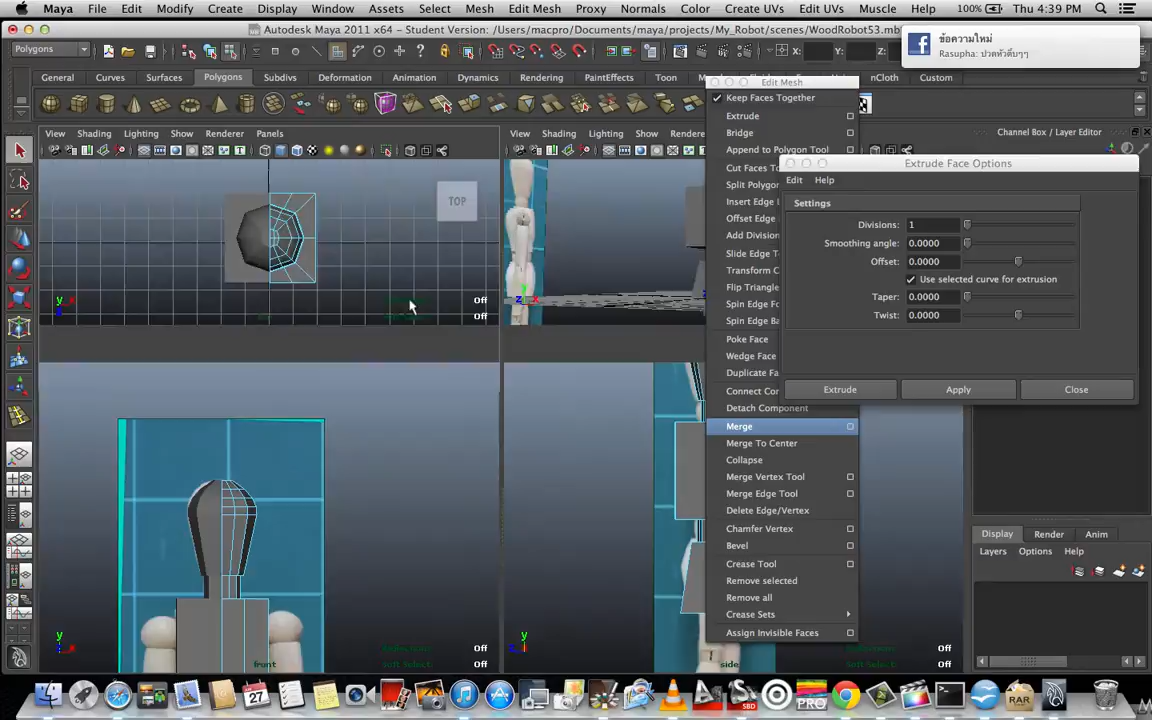 Maya File Edit Modify Create Display Window Assets Select Mesh Edit Mesh Proxy Normals Color Create UVs Edit UVs Muscle Help 100% Thu 4:39 PM
Autodesk Maya 2011 x64 - Student Version: /Users/macpro/Documents/maya/projects/My_Robot/scenes/WoodRobot53.mb
ข้อความใหม่
Rasupha: ปวดหัวตึ้บๆๆ
Polygons X: Y:
General Curves Surfaces Polygons Subdivs Deformation Animation Dynamics Rendering PaintEffects Toon nCloth Custom
Edit Mesh
Keep Faces Together
Extrude
Bridge
Append to Polygon Tool
Cut Faces T
Split Polygo
Insert Edge
Offset Edge
Add Division
Slide Edge T
Transform C
Flip Triangle
Spin Edge Fo
Spin Edge Ba
Poke Face
Wedge Face
Duplicate Fa
Connect Co
Detach Component
Merge
Merge To Center
Collapse
Merge Vertex Tool
Merge Edge Tool
Delete Edge/Vertex
Chamfer Vertex
Bevel
Crease Tool
Remove selected
Remove all
Crease Sets
Assign Invisible Faces
View Shading Lighting Show Renderer Panels
View Shading Lighting Show Rendere
TOP
Off
Off
front
Off
Off
side
Off
Off
Channel Box / Layer Editor
Extrude Face Options
Edit Help
Settings
Divisions: 1
Smoothing angle: 0.0000
Offset: 0.0000
Use selected curve for extrusion
Taper: 0.0000
Twist: 0.0000
Extrude Apply Close
Display Render Anim
Layers Options Help